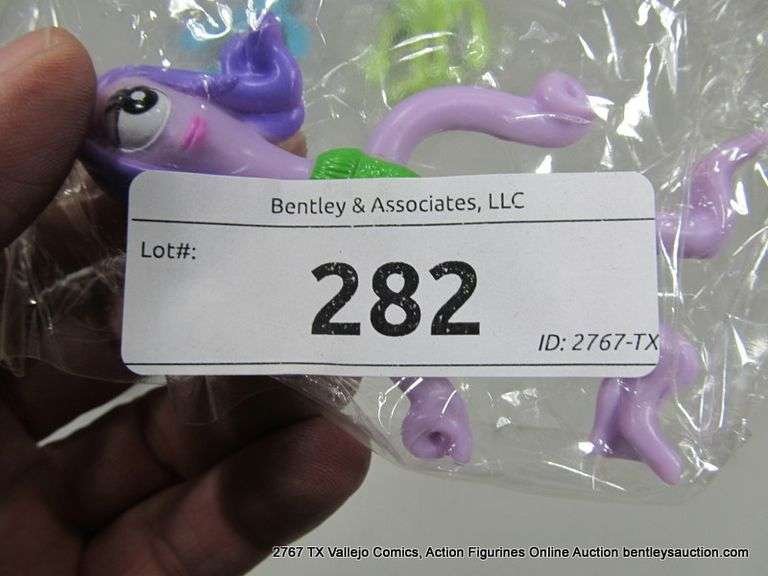 Bentley & Associates, LLC
Lot#:
282
ID: 2767-TX
2767 TX Vallejo Comics, Action Figurines Online Auction bentleysauction.com